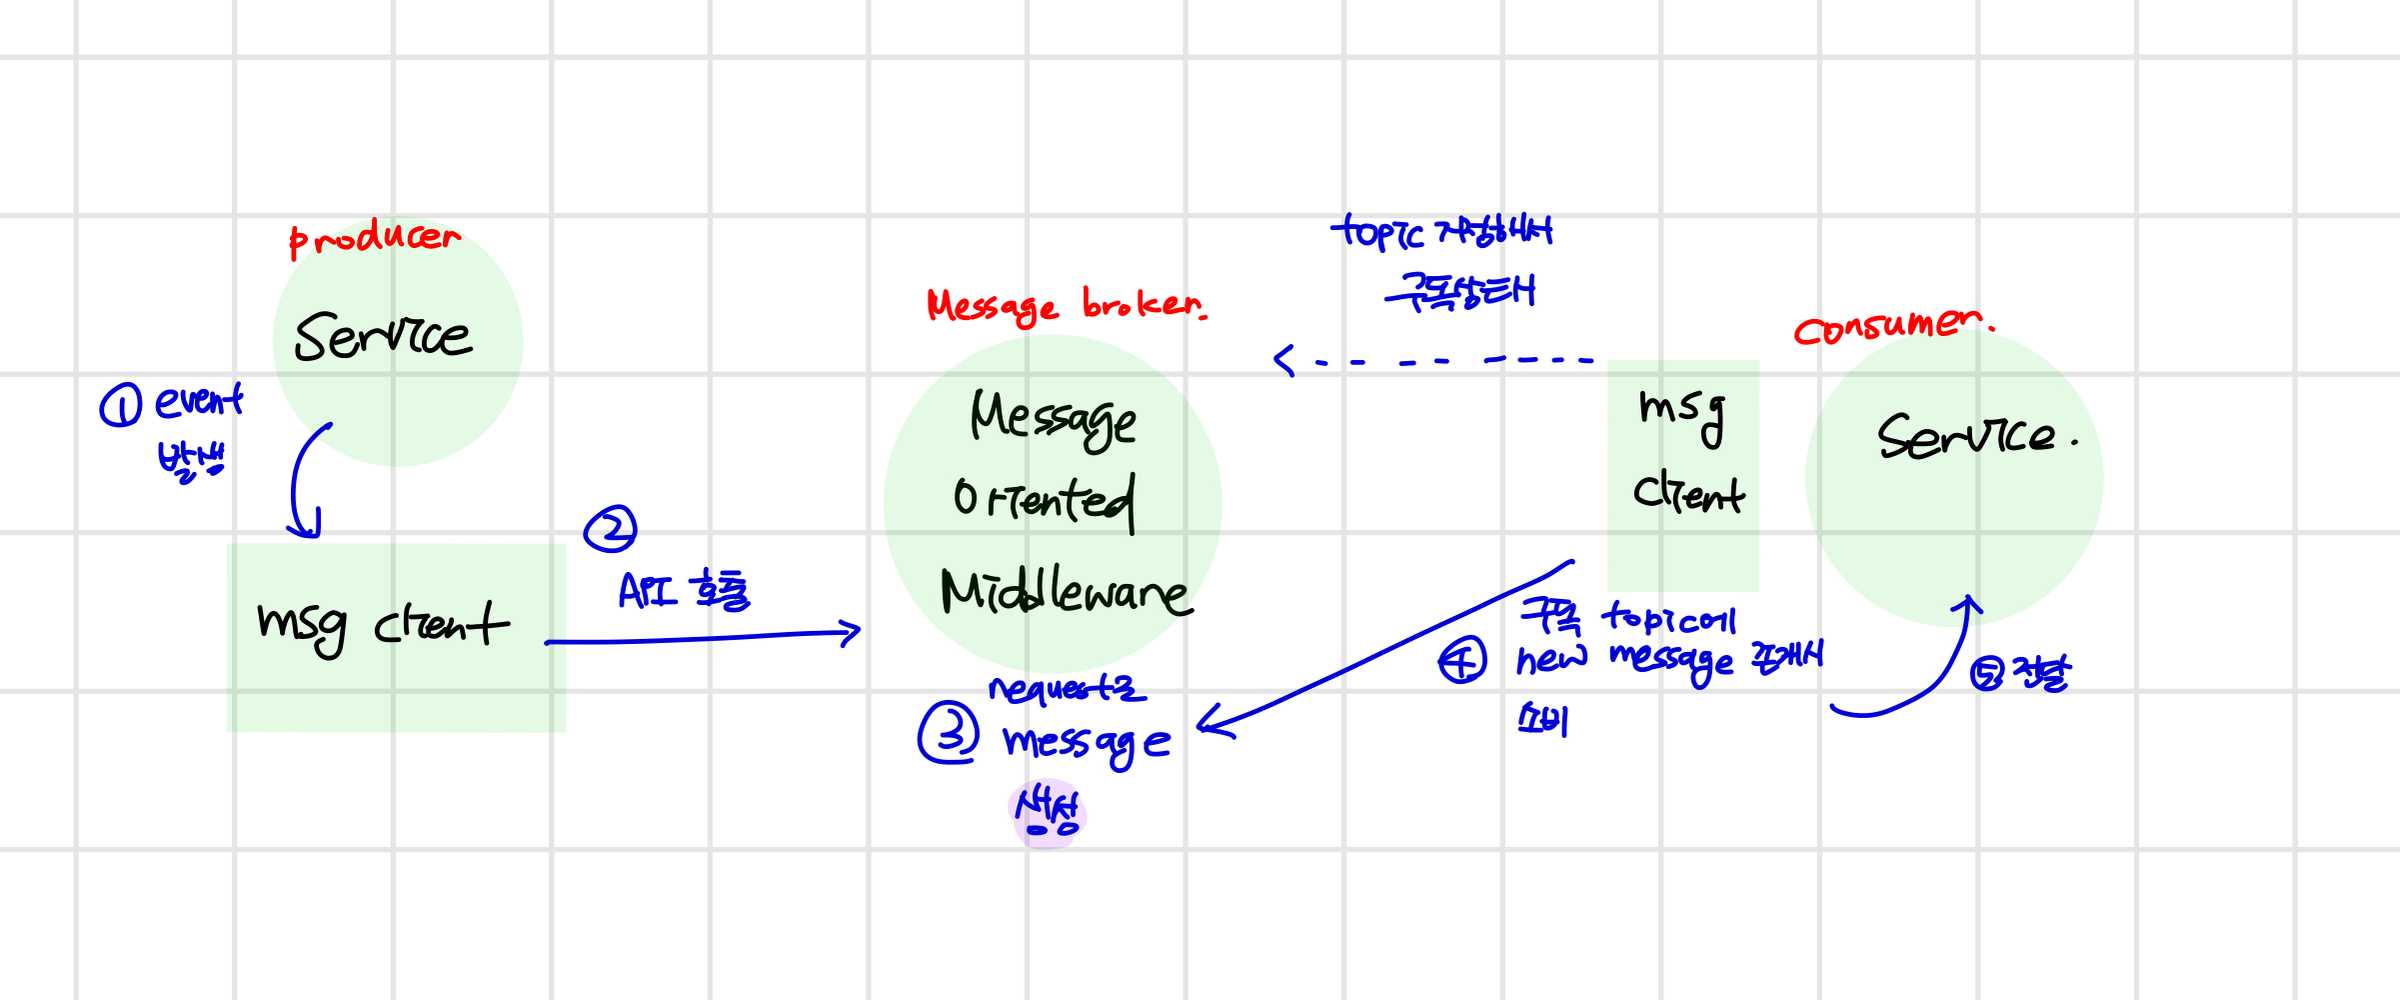 producer
Service
① event
발생
msg client
②
API 호출
Message broker.
Message
Oriented
Middleware
③ request로
message
생성
topic 지정해서
구독상태
msg
client
consumer.
Service.
④ 구독 topic에
new message 존재시
소비
⑤ 전달